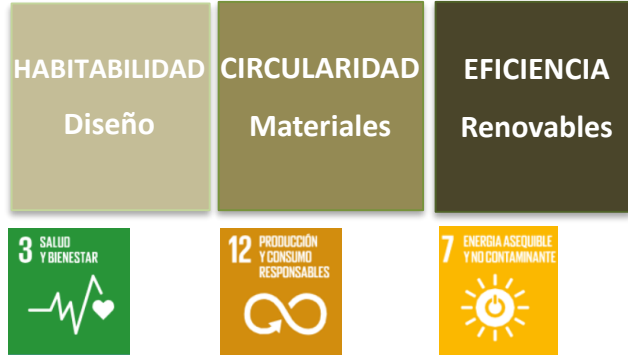 HABITABILIDAD
Diseño
CIRCULARIDAD
Materiales
EFICIENCIA
Renovables
3 SALUD
Y BIENESTAR
12 PRODUCCIÓN
Y CONSUMO
RESPONSABLES
7 ENERGIA ASEQUIBLE
Y NO CONTAMINANTE